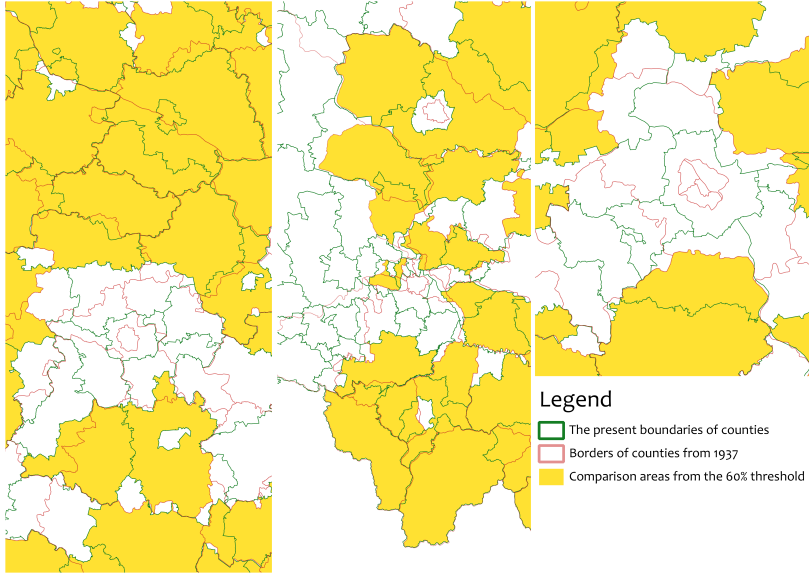 Legend
The present boundaries of counties
Borders of counties from 1937
Comparison areas from the 60% threshold